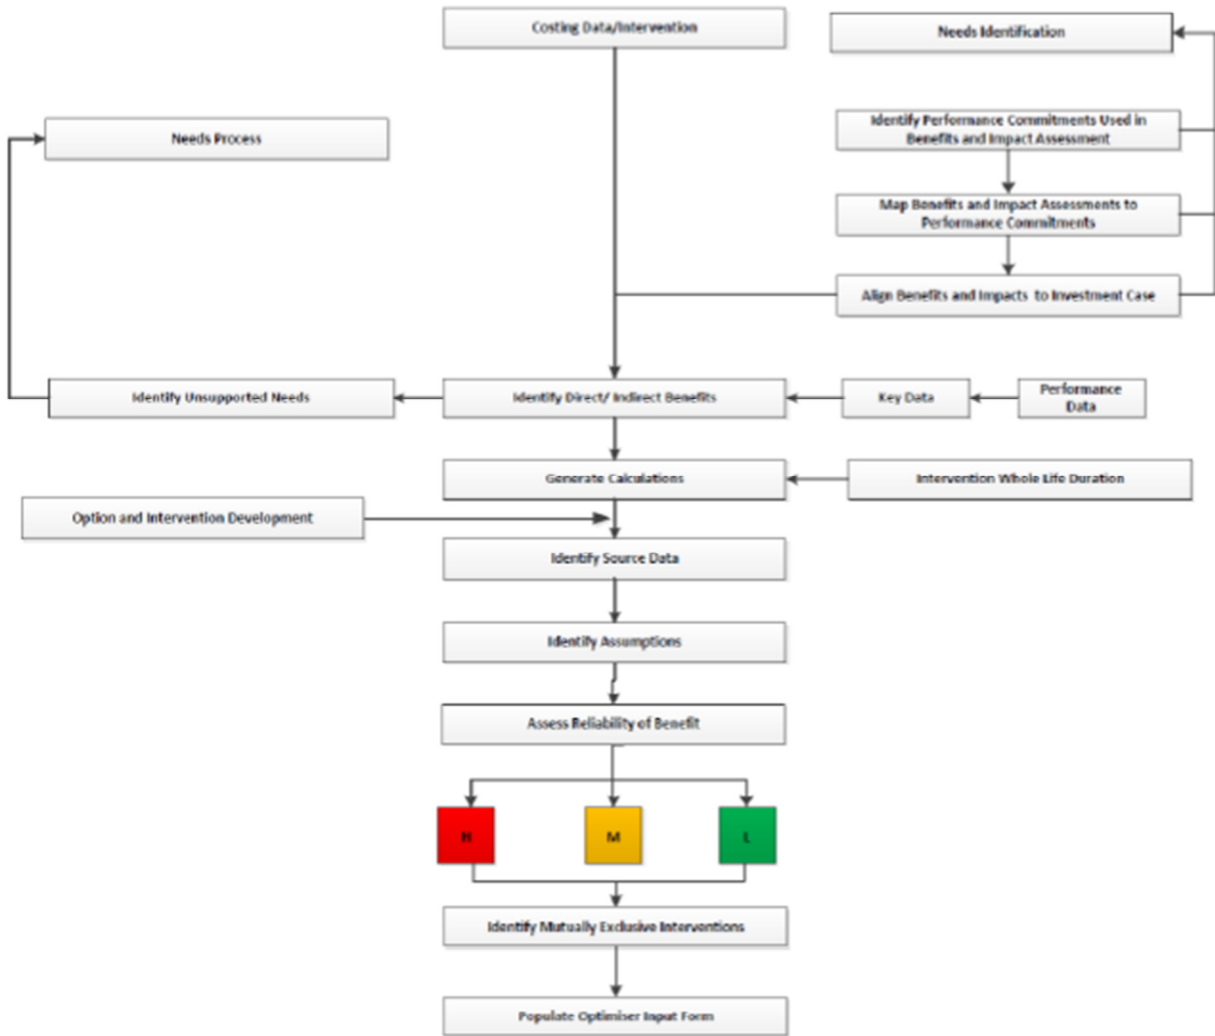 Costing Data/Intervention
Needs Identification
Needs Process
Identify Performance Commitments Used in
Benefits and Impact Assessment
Map Benefits and Impact Assessments to
Performance Commitments
Align Benefits and Impacts to Investment Case
Identify Unsupported Needs
Identify Direct/ Indirect Benefits
Key Data
Performance
Data
Generate Calculations
Intervention Whole Life Duration
Option and Intervention Development
Identify Source Data
Identify Assumptions
Assess Reliability of Benefit
H
M
L
Identify Mutually Exclusive Interventions
Populate Optimiser Input Form